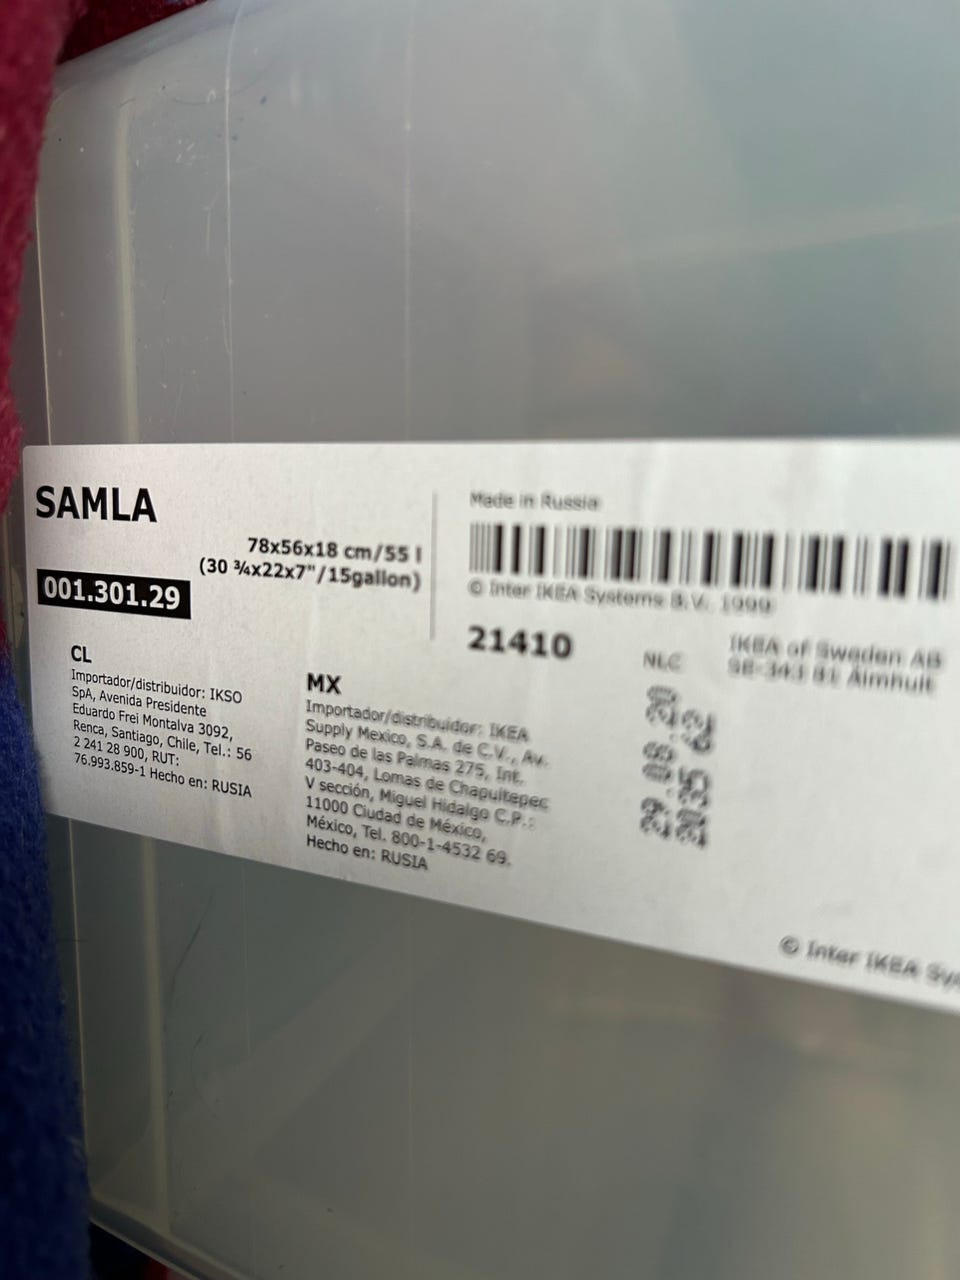 SAMLA
78x56x18 cm/55 l
(30 ¾x22x7"/15gallon)
001.301.29
CL
Importador/distribuidor: IKSO
SpA, Avenida Presidente
Eduardo Frei Montalva 3092,
Renca, Santiago, Chile, Tel.: 56
2 241 28 900, RUT:
76.993.859-1 Hecho en: RUSIA
MX
Importador/distribuidor: IKEA
Supply Mexico, S.A. de C.V., Av.
Paseo de las Palmas 275, Int.
403-404, Lomas de Chapultepec
V sección, Miguel Hidalgo C.P.:
11000 Ciudad de México,
México, Tel. 800-1-4532 69.
Hecho en: RUSIA
Made in Russia
© Inter IKEA Systems B.V. 1999
21410
NLC
IKEA of Sweden AB
SE-343 81 Älmhult
© Inter IKEA Sys